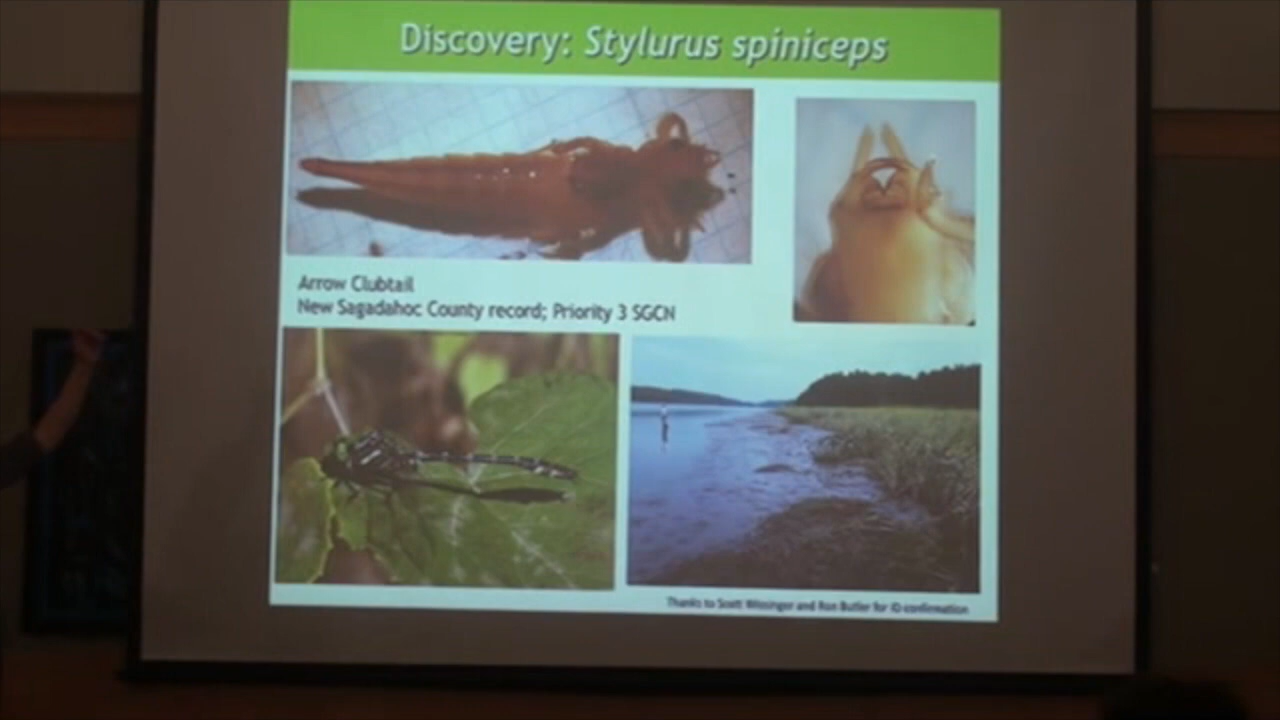 Discovery: Stylurus spiniceps
Arrow Clubtail
New Sagadahoc County record; Priority 3 SGCN
Thanks to Scott Wissinger and Ron Butler for ID confirmation